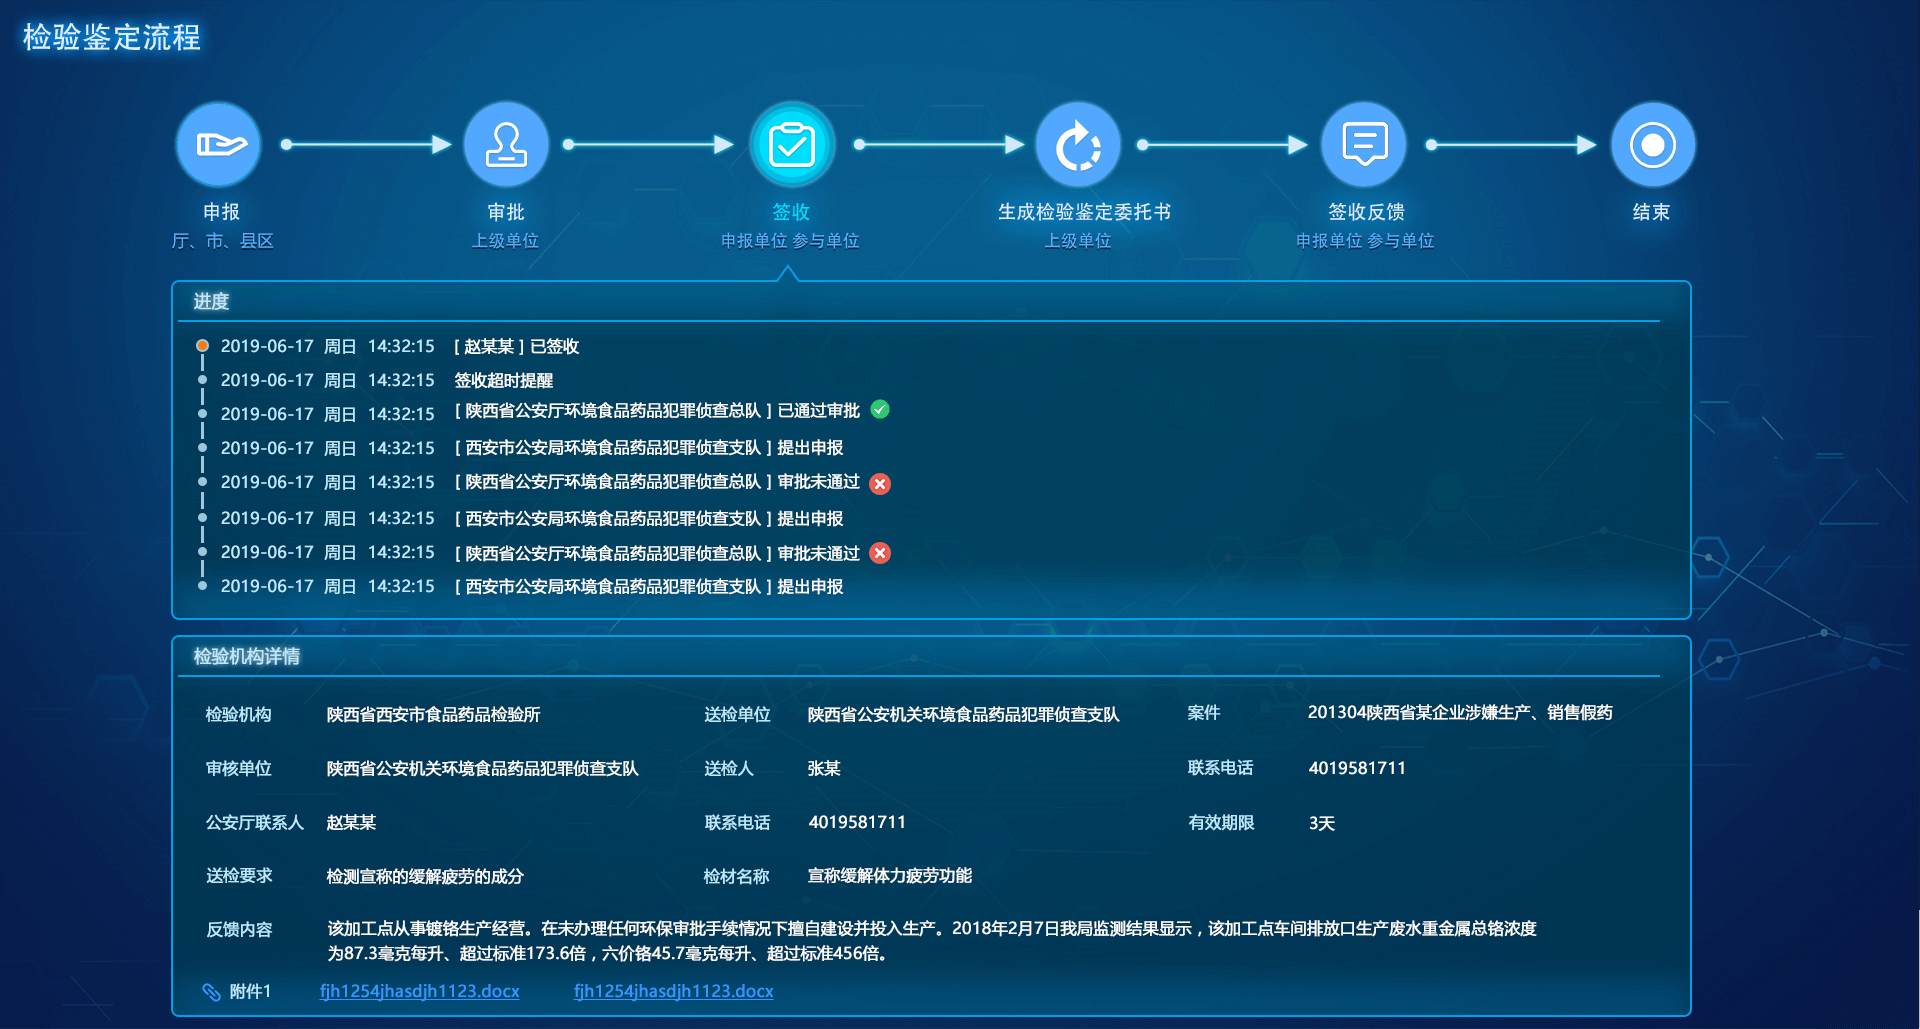 检验鉴定流程
申报
审批
签收
生成检验鉴定委托书
签收反馈
结束
厅、市、县区
上级单位
申报单位 参与单位
上级单位
申报单位 参与单位
进度
2019-06-17 周日 14:32:15 [ 赵某某 ] 已签收
2019-06-17 周日 14:32:15 签收超时提醒
2019-06-17 周日 14:32:15 [ 陕西省公安厅环境食品药品犯罪侦查总队 ] 已通过审批
2019-06-17 周日 14:32:15 [ 西安市公安局环境食品药品犯罪侦查支队 ] 提出申报
2019-06-17 周日 14:32:15 [ 陕西省公安厅环境食品药品犯罪侦查总队 ] 审批未通过
2019-06-17 周日 14:32:15 [ 西安市公安局环境食品药品犯罪侦查支队 ] 提出申报
2019-06-17 周日 14:32:15 [ 陕西省公安厅环境食品药品犯罪侦查总队 ] 审批未通过
2019-06-17 周日 14:32:15 [ 西安市公安局环境食品药品犯罪侦查支队 ] 提出申报
检验机构详情
检验机构 陕西省西安市食品药品检验所 送检单位 陕西省公安机关环境食品药品犯罪侦查支队 案件 201304陕西省某企业涉嫌生产、销售假药
审核单位 陕西省公安机关环境食品药品犯罪侦查支队 送检人 张某 联系电话 4019581711
公安厅联系人 赵某某 联系电话 4019581711 有效期限 3天
送检要求 检测宣称的缓解疲劳的成分 检材名称 宣称缓解体力疲劳功能
反馈内容 该加工点从事镀铬生产经营。在未办理任何环保审批手续情况下擅自建设并投入生产。2018年2月7日我局监测结果显示，该加工点车间排放口生产废水重金属总铬浓度
为87.3毫克每升、超过标准173.6倍，六价铬45.7毫克每升、超过标准456倍。
附件1 fjh1254jhasdjh1123.docx fjh1254jhasdjh1123.docx